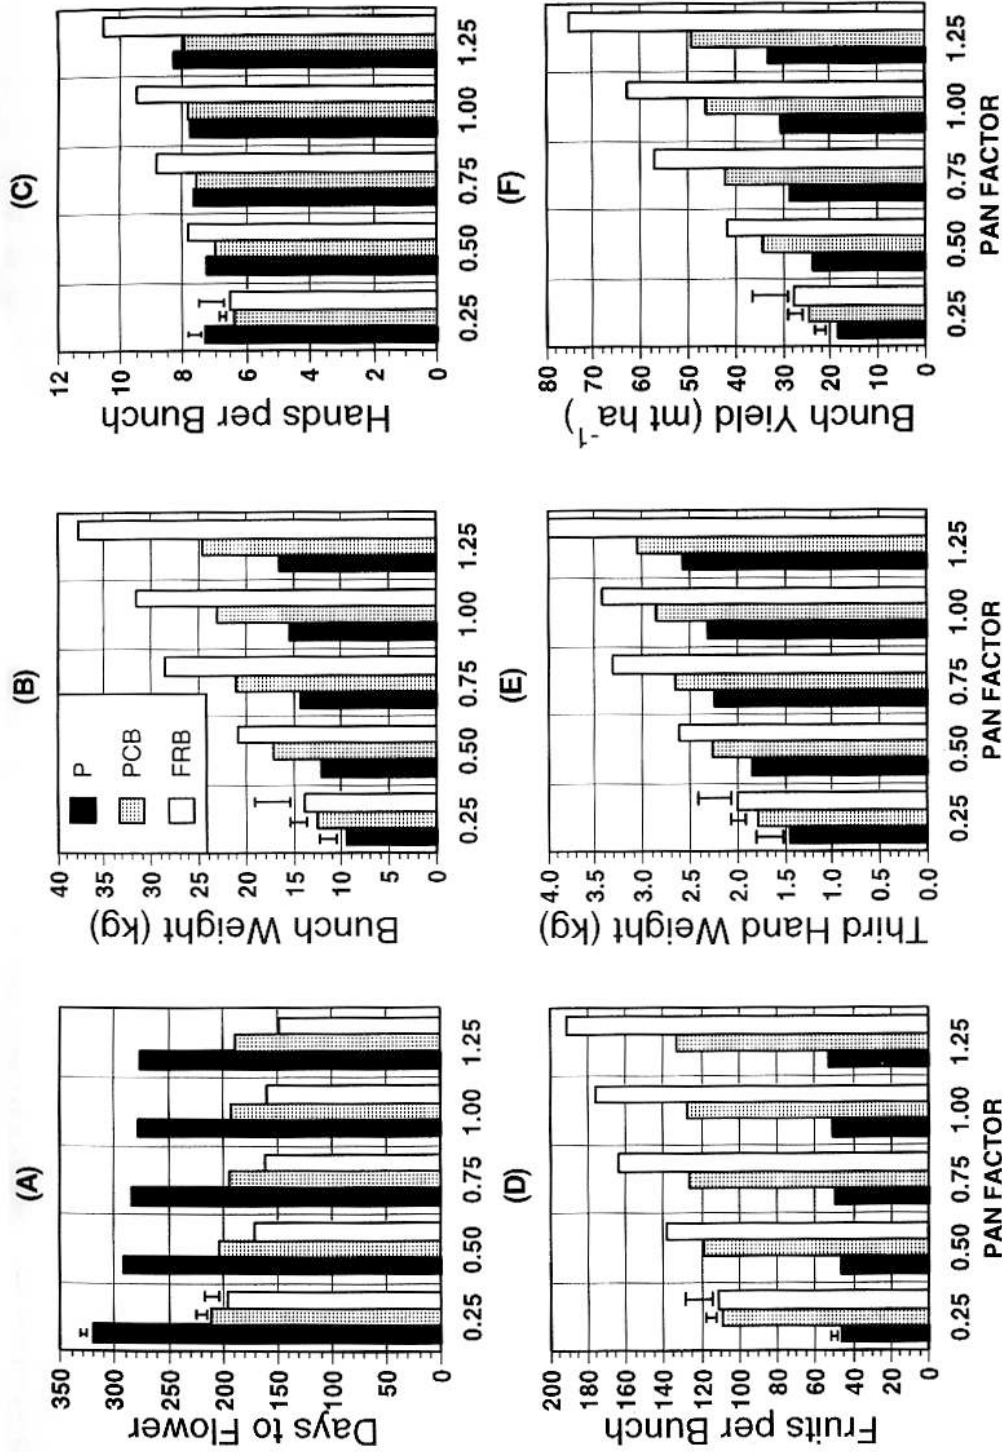 (A)
Days to Flower
350
300
250
200
150
100
50
0
0.25 0.50 0.75 1.00 1.25
(B)
P
PCB
FRB
Bunch Weight (kg)
40
35
30
25
20
15
10
5
0
0.25 0.50 0.75 1.00 1.25
(C)
Hands per Bunch
12
10
8
6
4
2
0
0.25 0.50 0.75 1.00 1.25
(D)
Fruits per Bunch
200
180
160
140
120
100
80
60
40
20
0
0.25 0.50 0.75 1.00 1.25
PAN FACTOR
(E)
Third Hand Weight (kg)
4.0
3.5
3.0
2.5
2.0
1.5
1.0
0.5
0.0
0.25 0.50 0.75 1.00 1.25
PAN FACTOR
(F)
Bunch Yield (mt ha⁻¹)
80
70
60
50
40
30
20
10
0
0.25 0.50 0.75 1.00 1.25
PAN FACTOR